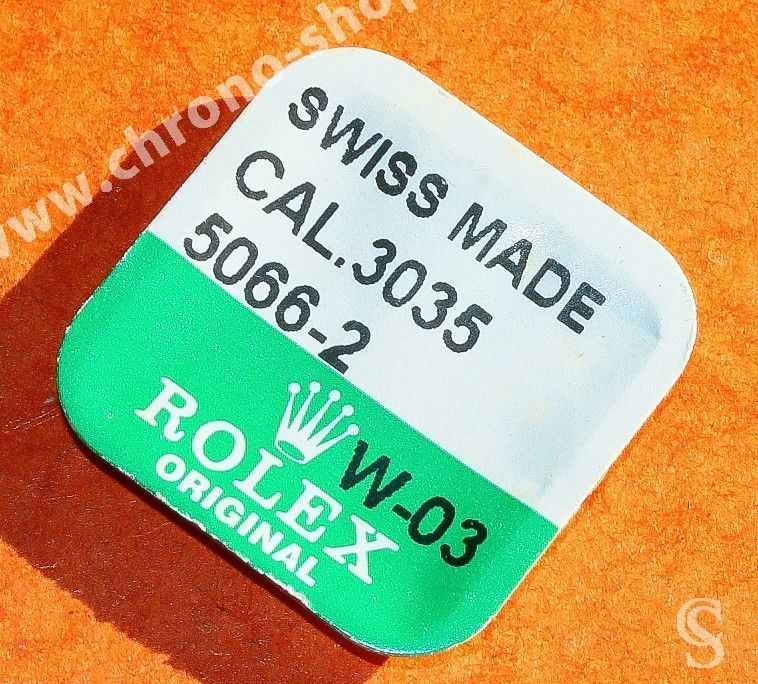 www.chrono-shop
SWISS MADE
CAL.3035
5066-2
W-03
ROLEX
ORIGINAL